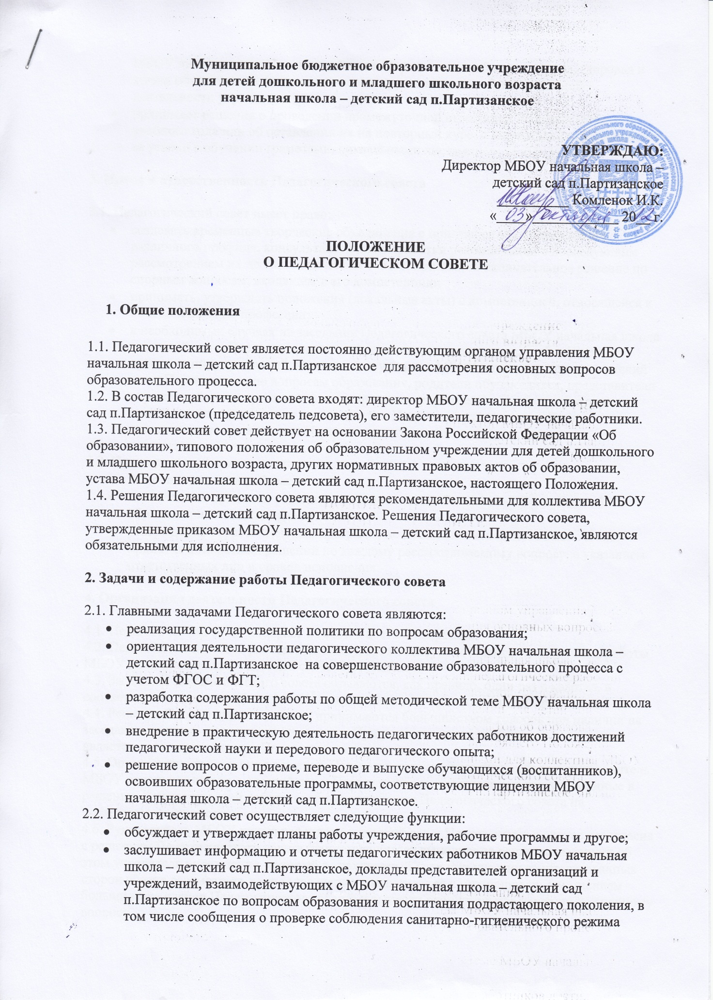 Муниципальное бюджетное образовательное учреждение
для детей дошкольного и младшего школьного возраста
начальная школа – детский сад п.Партизанское
УТВЕРЖДАЮ:
Директор МБОУ начальная школа –
детский сад п.Партизанское
Комленок И.К.
«03» октября 2012 г.
ПОЛОЖЕНИЕ
О ПЕДАГОГИЧЕСКОМ СОВЕТЕ
1. Общие положения
1.1. Педагогический совет является постоянно действующим органом управления МБОУ
начальная школа – детский сад п.Партизанское для рассмотрения основных вопросов
образовательного процесса.
1.2. В состав Педагогического совета входят: директор МБОУ начальная школа – детский
сад п.Партизанское (председатель педсовета), его заместители, педагогические работники.
1.3. Педагогический совет действует на основании Закона Российской Федерации «Об
образовании», типового положения об образовательном учреждении для детей дошкольного
и младшего школьного возраста, других нормативных правовых актов об образовании,
устава МБОУ начальная школа – детский сад п.Партизанское, настоящего Положения.
1.4. Решения Педагогического совета являются рекомендательными для коллектива МБОУ
начальная школа – детский сад п.Партизанское. Решения Педагогического совета,
утвержденные приказом МБОУ начальная школа – детский сад п.Партизанское, являются
обязательными для исполнения.
2. Задачи и содержание работы Педагогического совета
2.1. Главными задачами Педагогического совета являются:
• реализация государственной политики по вопросам образования;
• ориентация деятельности педагогического коллектива МБОУ начальная школа –
детский сад п.Партизанское на совершенствование образовательного процесса с
учетом ФГОС и ФГТ;
• разработка содержания работы по общей методической теме МБОУ начальная школа
– детский сад п.Партизанское;
• внедрение в практическую деятельность педагогических работников достижений
педагогической науки и передового педагогического опыта;
• решение вопросов о приеме, переводе и выпуске обучающихся (воспитанников),
освоивших образовательные программы, соответствующие лицензии МБОУ
начальная школа – детский сад п.Партизанское.
2.2. Педагогический совет осуществляет следующие функции:
• обсуждает и утверждает планы работы учреждения, рабочие программы и другое;
• заслушивает информацию и отчеты педагогических работников МБОУ начальная
школа – детский сад п.Партизанское, доклады представителей организаций и
учреждений, взаимодействующих с МБОУ начальная школа – детский сад
п.Партизанское по вопросам образования и воспитания подрастающего поколения, в
том числе сообщения о проверке соблюдения санитарно-гигиенического режима